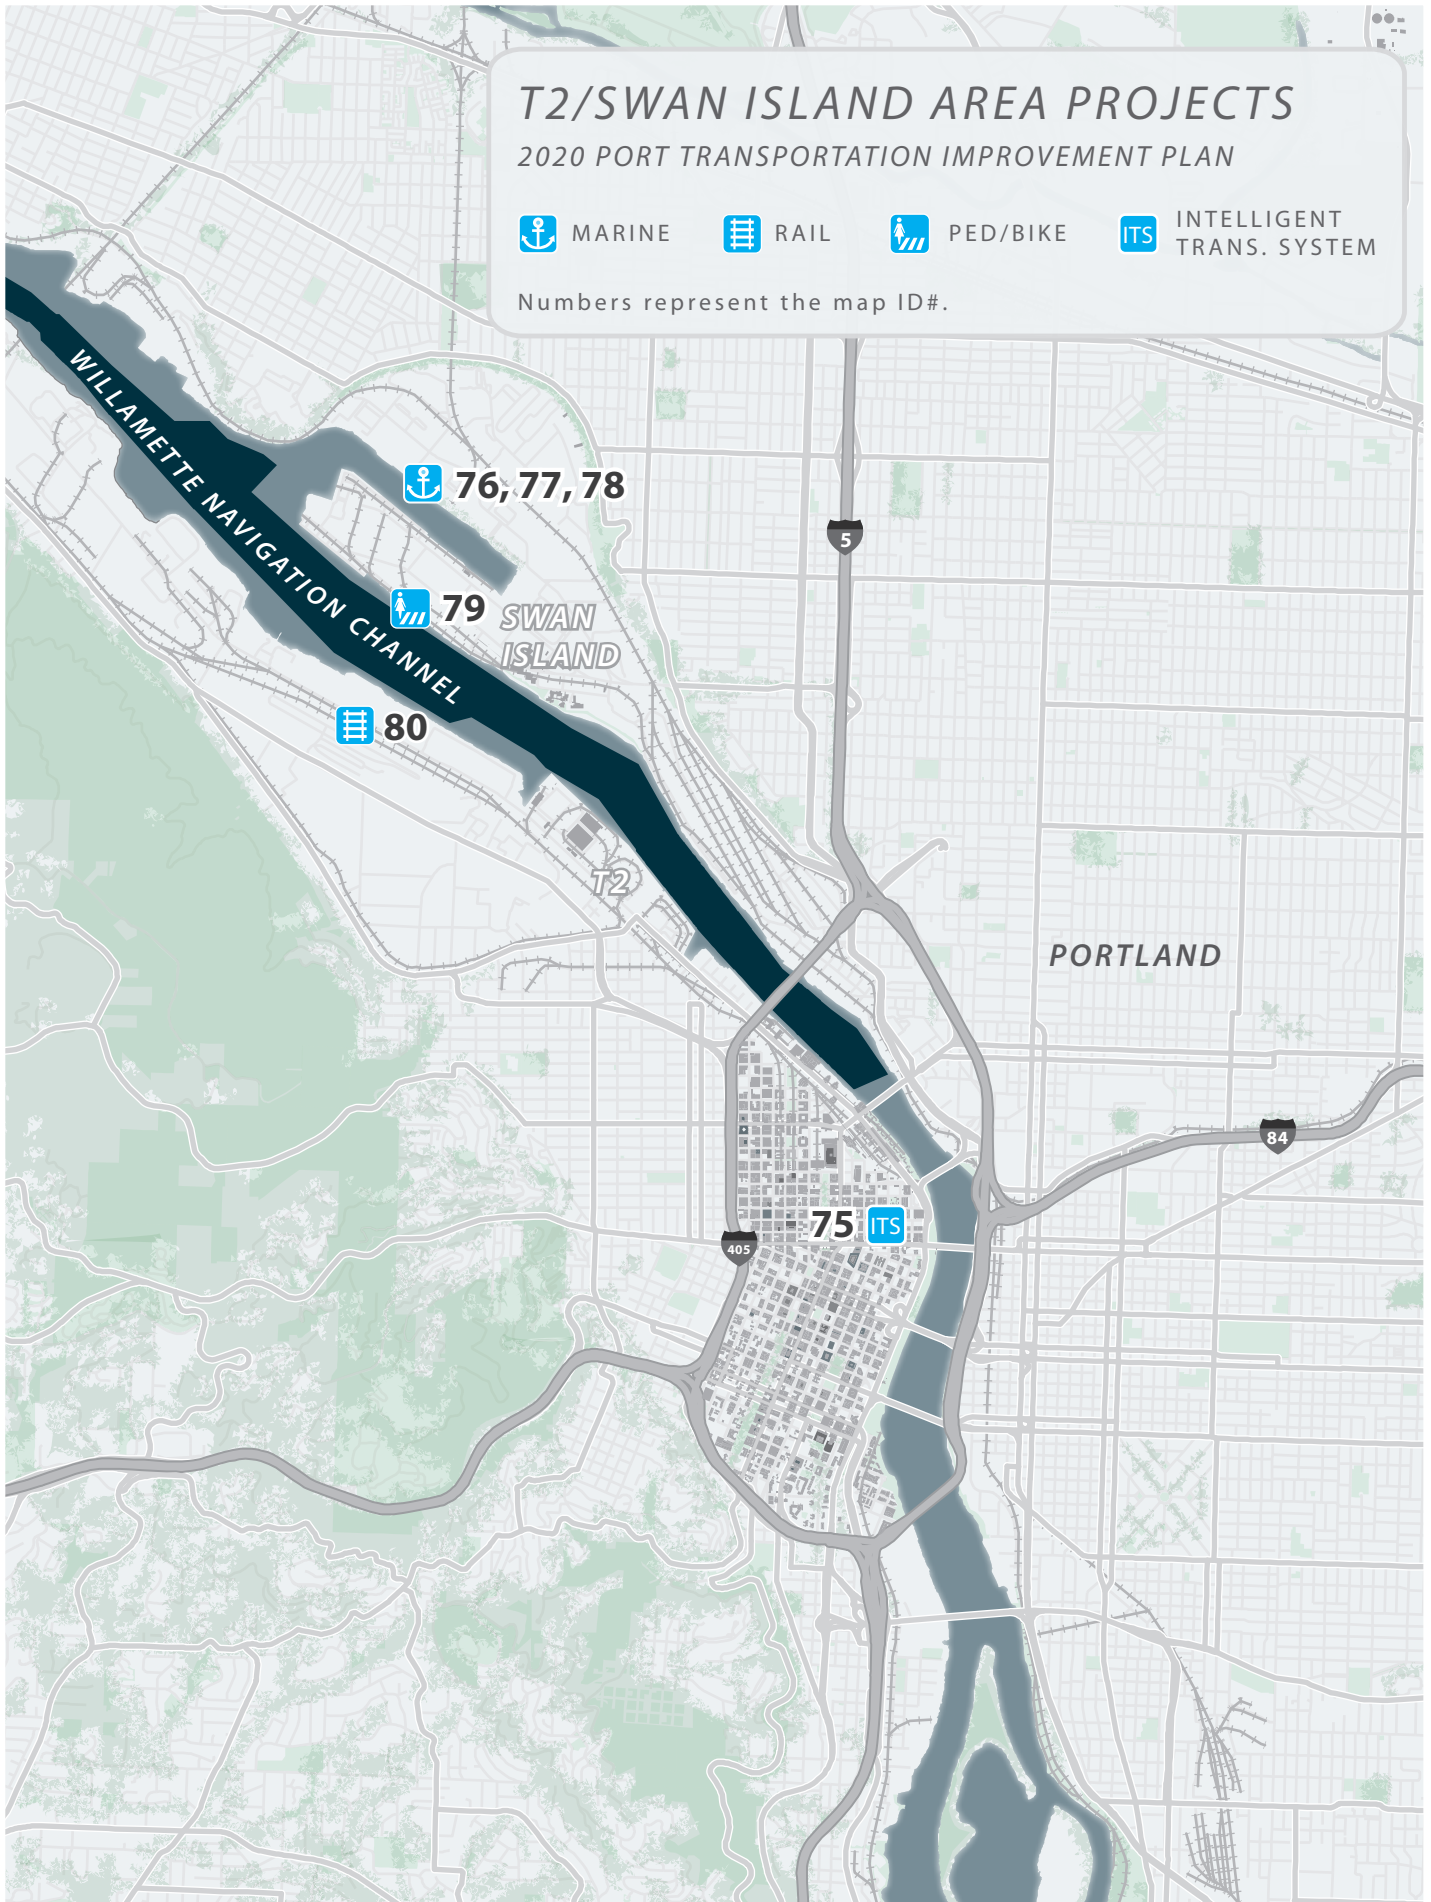 T2/SWAN ISLAND AREA PROJECTS
2020 PORT TRANSPORTATION IMPROVEMENT PLAN
MARINE
RAIL
PED/BIKE
ITS
INTELLIGENT
TRANS. SYSTEM
Numbers represent the map ID#.
WILLAMETTE NAVIGATION CHANNEL
76, 77, 78
5
79
SWAN
ISLAND
80
T2
PORTLAND
84
75
ITS
405